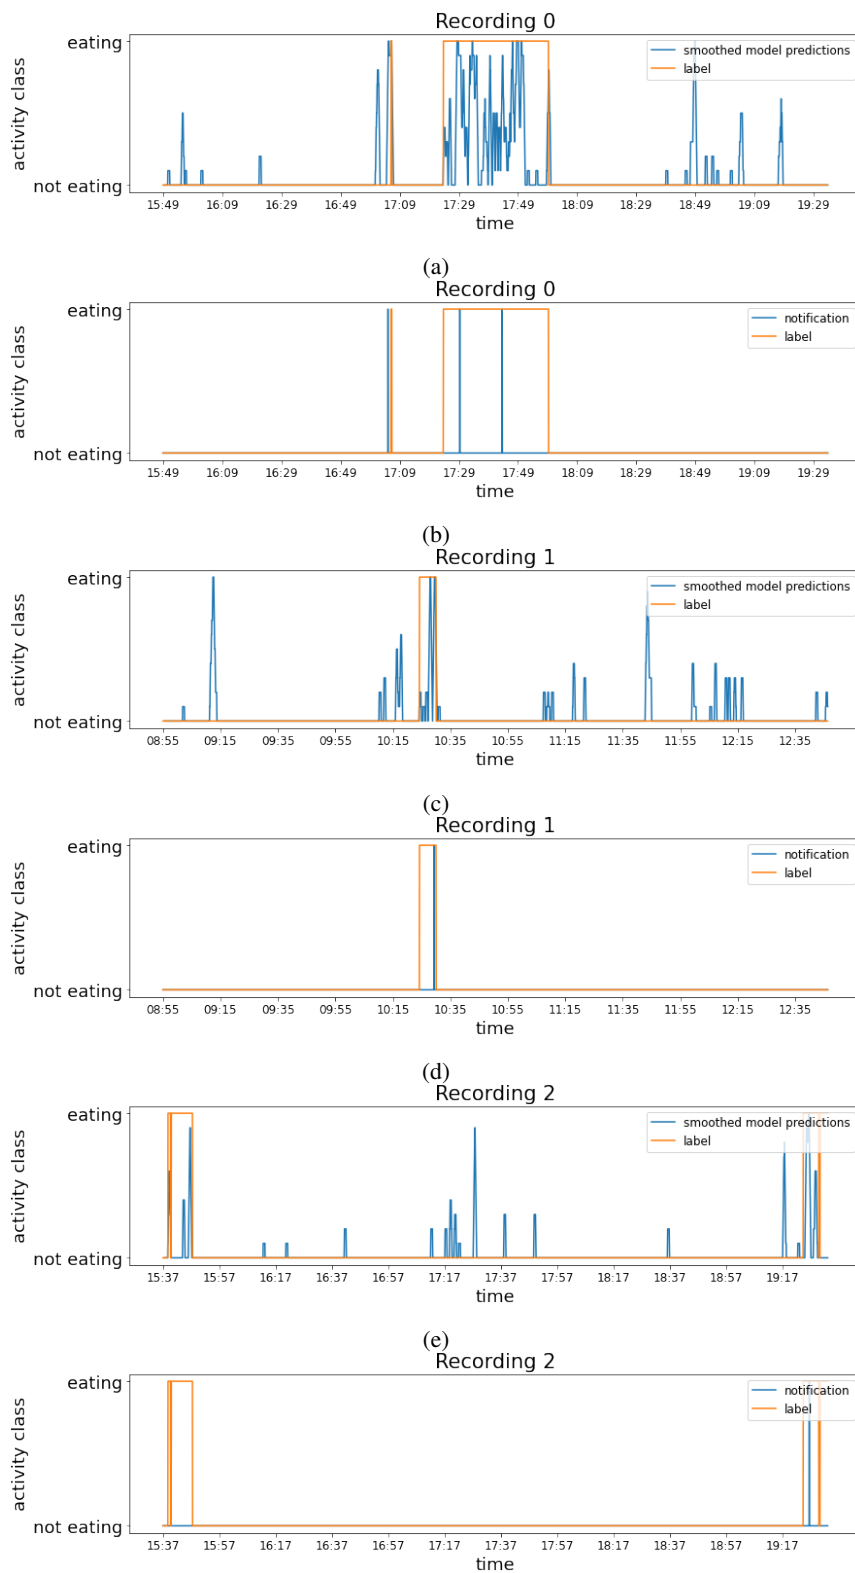 Recording 0
eating
not eating
activity class
smoothed model predictions
label
15:49 16:09 16:29 16:49 17:09 17:29 17:49 18:09 18:29 18:49 19:09 19:29
time
(a)
Recording 0
eating
not eating
activity class
notification
label
15:49 16:09 16:29 16:49 17:09 17:29 17:49 18:09 18:29 18:49 19:09 19:29
time
(b)
Recording 1
eating
not eating
activity class
smoothed model predictions
label
08:55 09:15 09:35 09:55 10:15 10:35 10:55 11:15 11:35 11:55 12:15 12:35
time
(c)
Recording 1
eating
not eating
activity class
notification
label
08:55 09:15 09:35 09:55 10:15 10:35 10:55 11:15 11:35 11:55 12:15 12:35
time
(d)
Recording 2
eating
not eating
activity class
smoothed model predictions
label
15:37 15:57 16:17 16:37 16:57 17:17 17:37 17:57 18:17 18:37 18:57 19:17
time
(e)
Recording 2
eating
not eating
activity class
notification
label
15:37 15:57 16:17 16:37 16:57 17:17 17:37 17:57 18:17 18:37 18:57 19:17
time